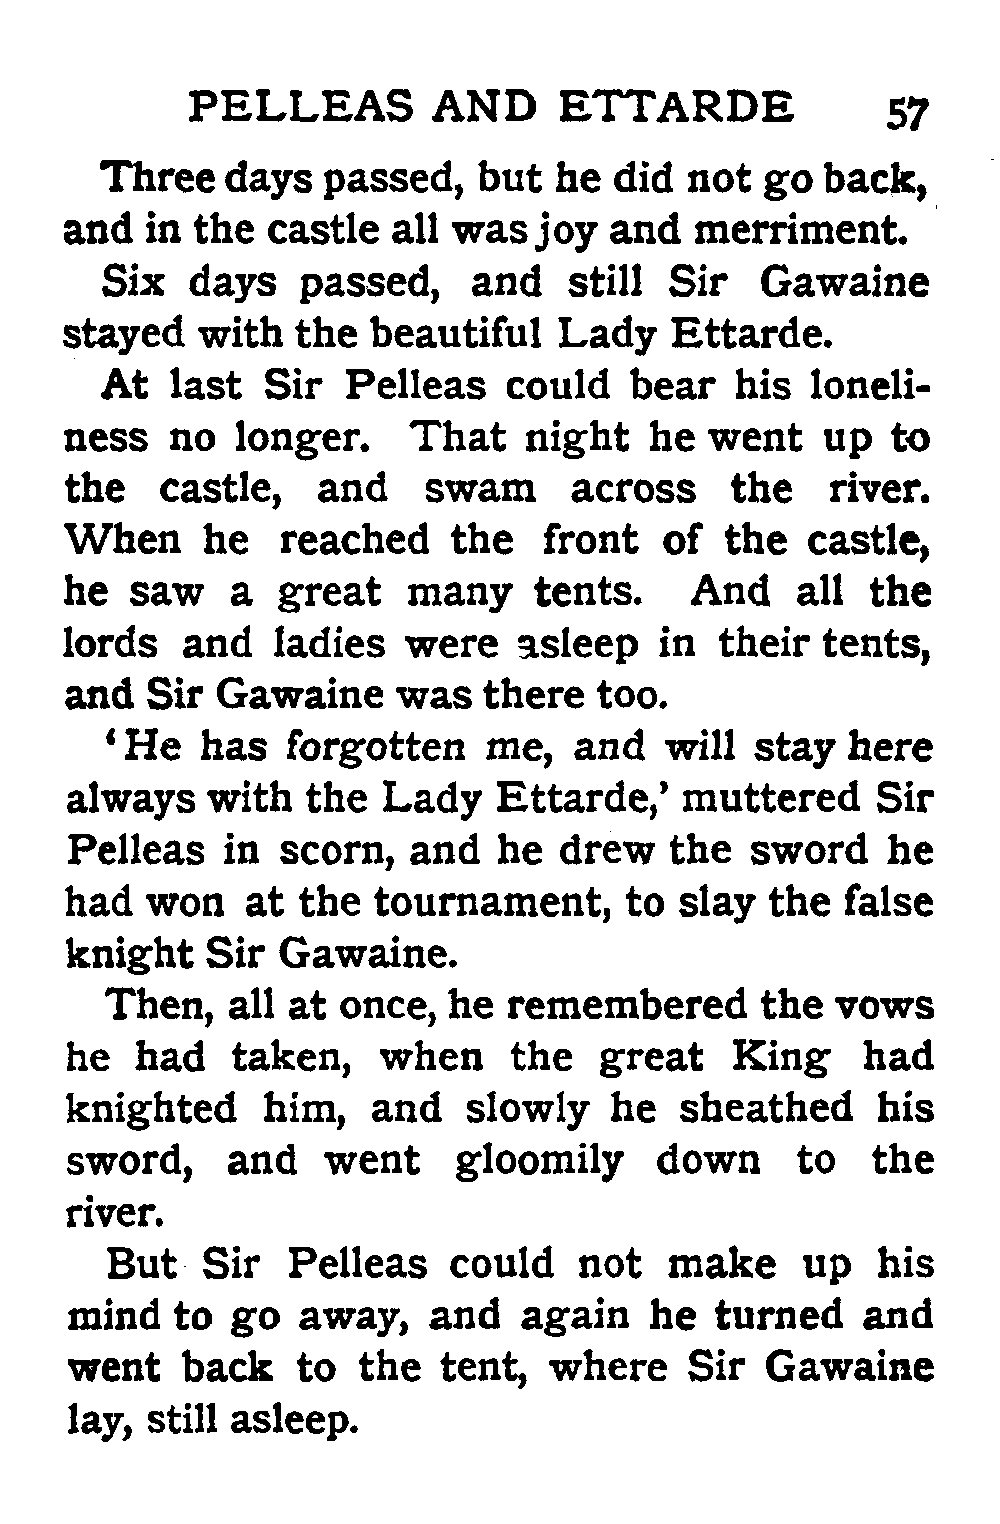 PELLEAS AND ETTARDE 57
Three days passed, but he did not go back,
and in the castle all was joy and merriment.
Six days passed, and still Sir Gawaine
stayed with the beautiful Lady Ettarde.
At last Sir Pelleas could bear his loneli-
ness no longer. That night he went up to
the castle, and swam across the river.
When he reached the front of the castle,
he saw a great many tents. And all the
lords and ladies were asleep in their tents,
and Sir Gawaine was there too.
‘He has forgotten me, and will stay here
always with the Lady Ettarde,’ muttered Sir
Pelleas in scorn, and he drew the sword he
had won at the tournament, to slay the false
knight Sir Gawaine.
Then, all at once, he remembered the vows
he had taken, when the great King had
knighted him, and slowly he sheathed his
sword, and went gloomily down to the
river.
But Sir Pelleas could not make up his
mind to go away, and again he turned and
went back to the tent, where Sir Gawaine
lay, still asleep.